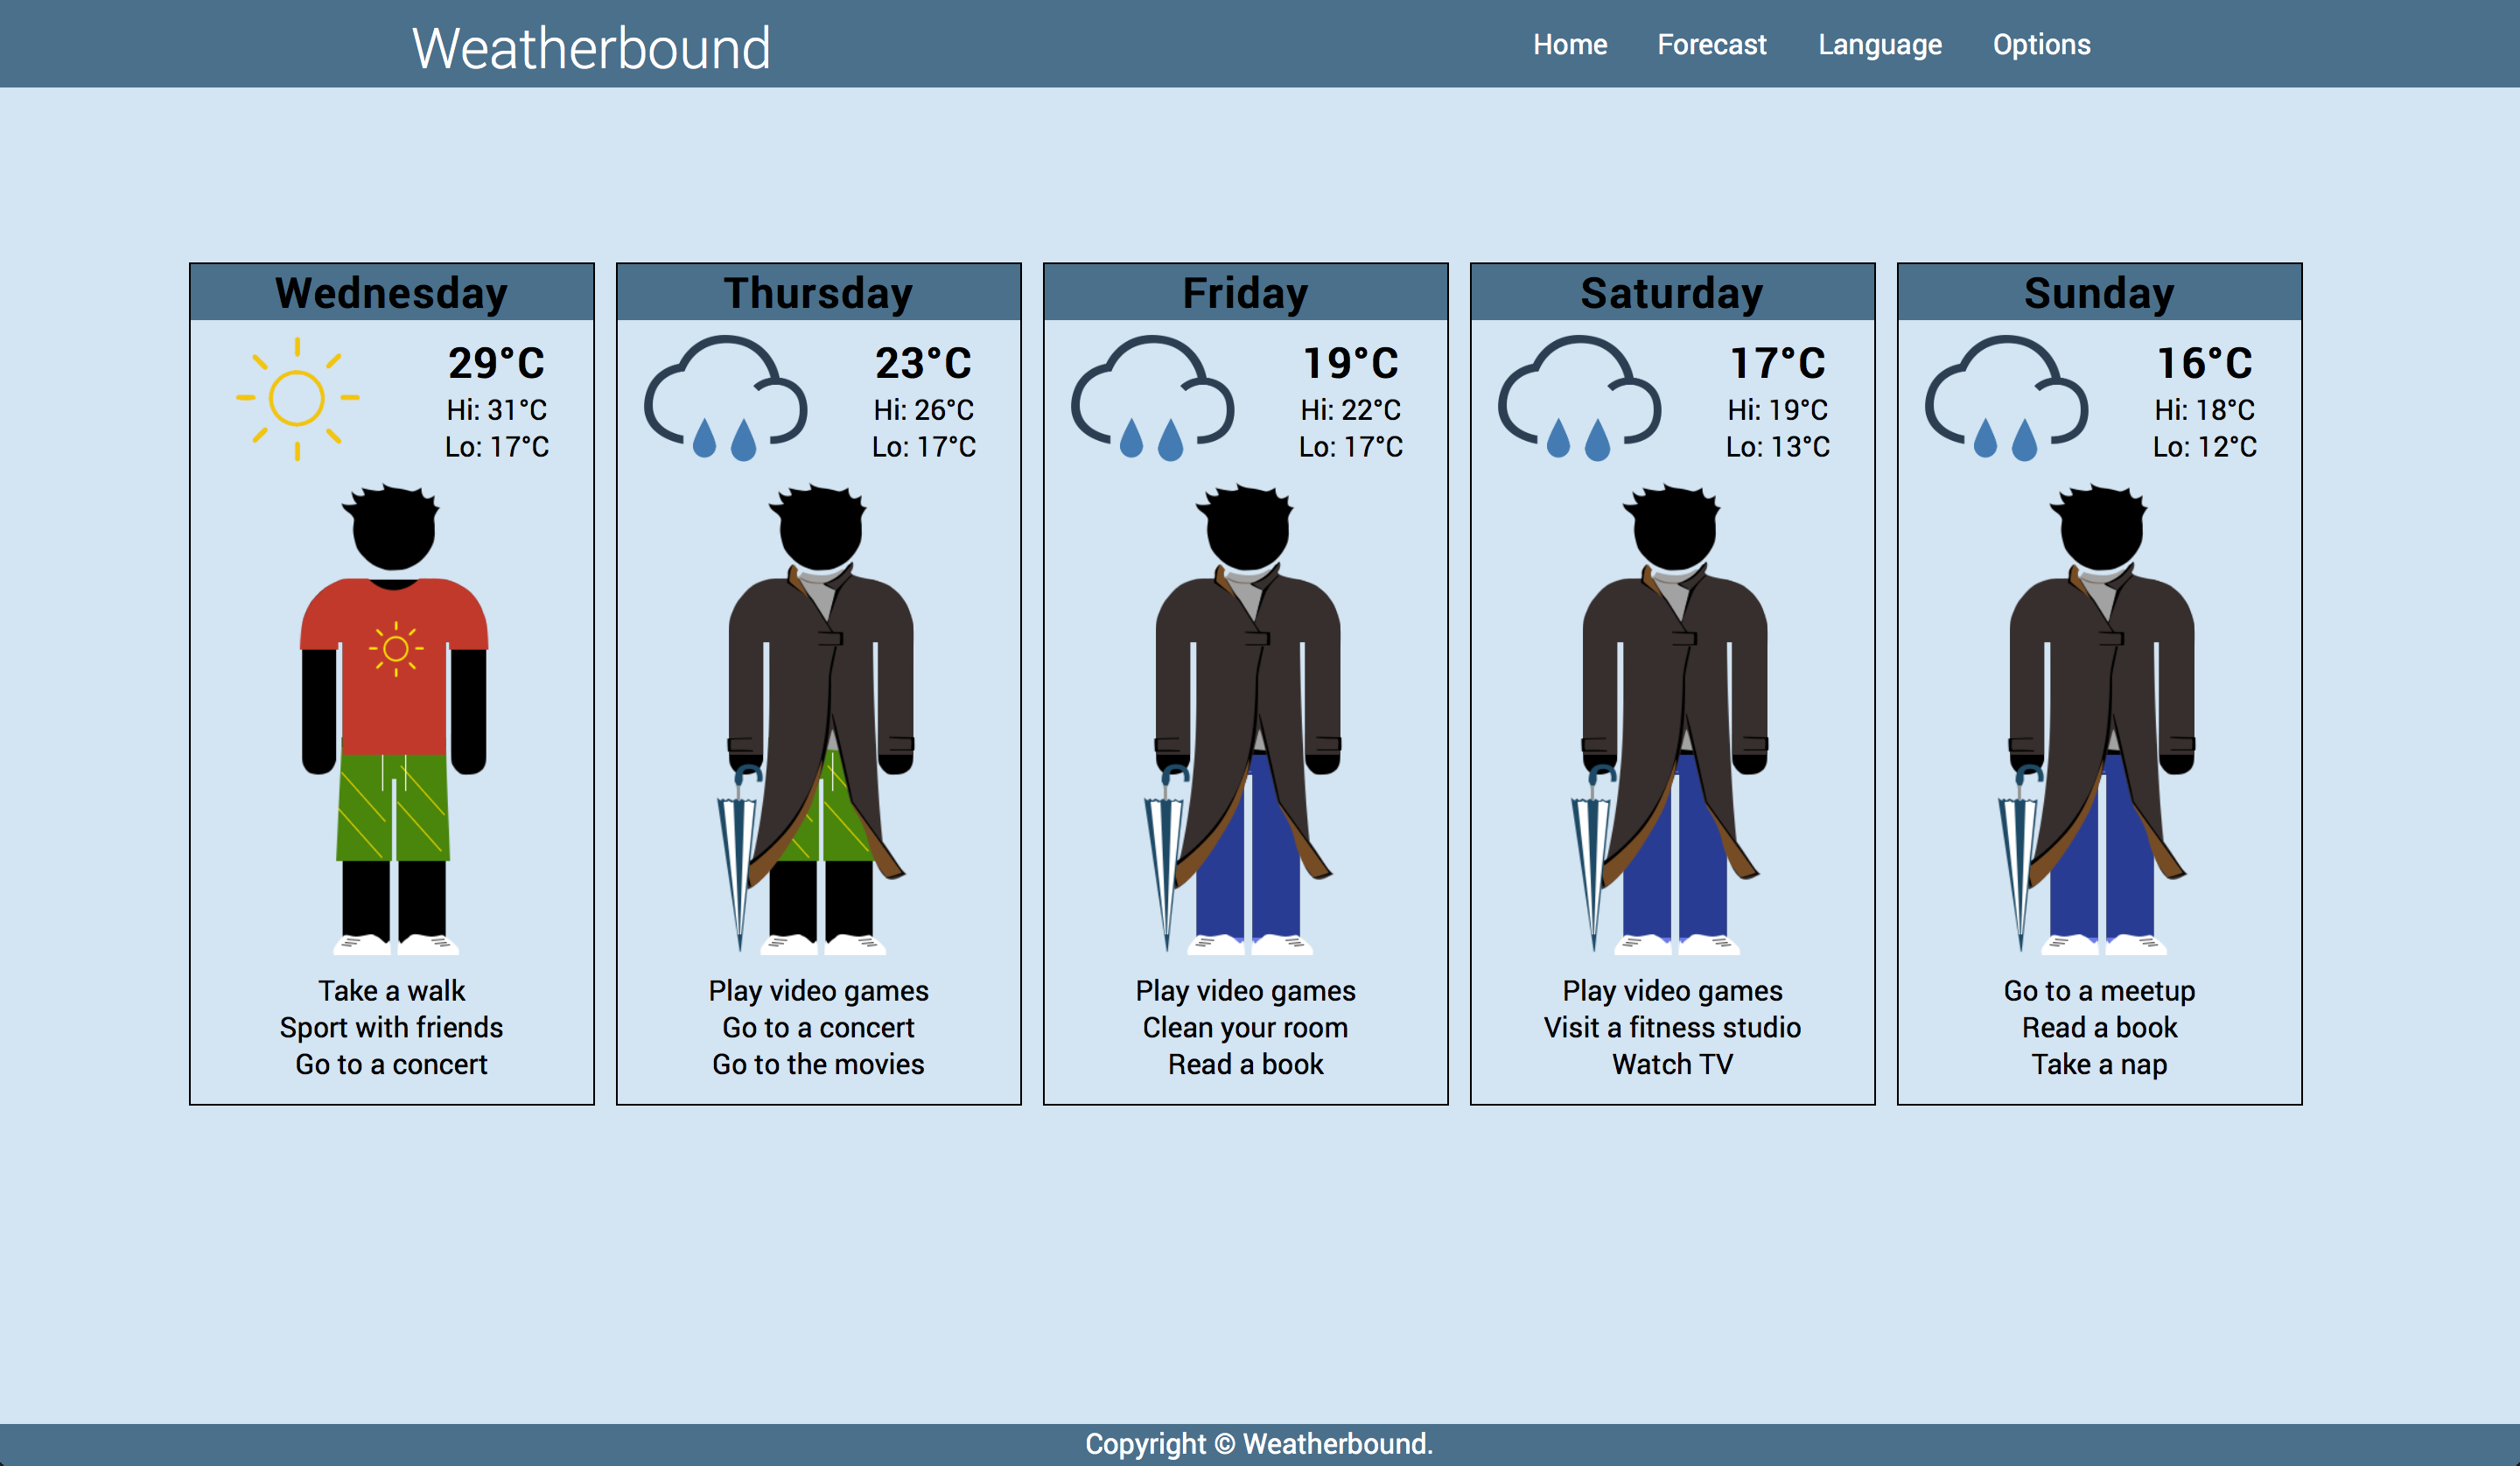 Weatherbound
Home Forecast Language Options
Wednesday
29°C
Hi: 31°C
Lo: 17°C
Take a walk
Sport with friends
Go to a concert
Thursday
23°C
Hi: 26°C
Lo: 17°C
Play video games
Go to a concert
Go to the movies
Friday
19°C
Hi: 22°C
Lo: 17°C
Play video games
Clean your room
Read a book
Saturday
17°C
Hi: 19°C
Lo: 13°C
Play video games
Visit a fitness studio
Watch TV
Sunday
16°C
Hi: 18°C
Lo: 12°C
Go to a meetup
Read a book
Take a nap
Copyright © Weatherbound.